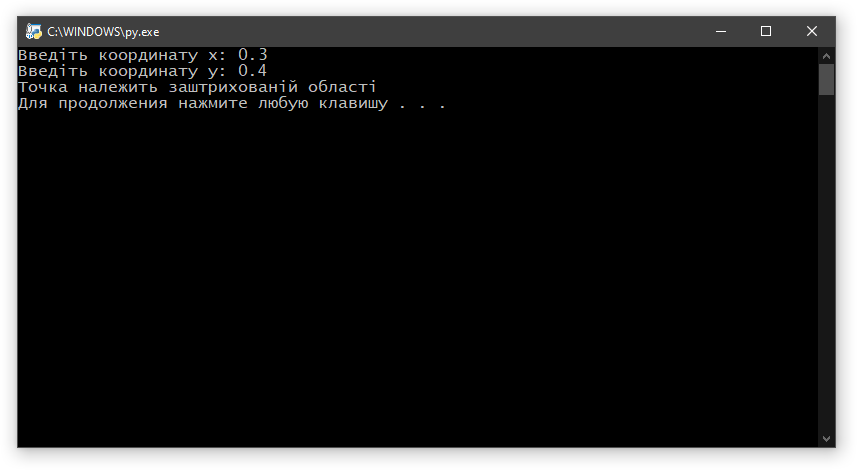 C:\WINDOWS\py.exe
Введіть координату x: 0.3
Введіть координату y: 0.4
Точка належить заштрихованій області
Для продолжения нажмите любую клавишу . . .